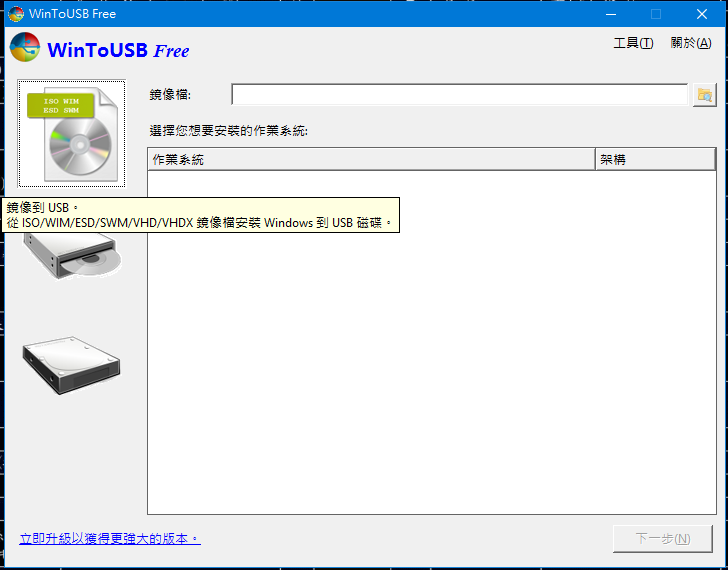 WinToUSB Free
WinToUSB Free
工具(T) 關於(A)
ISO WIM
ESD SWM
鏡像檔:
選擇您想要安裝的作業系統:
作業系統 架構
鏡像到 USB。
從 ISO/WIM/ESD/SWM/VHD/VHDX 鏡像檔安裝 Windows 到 USB 磁碟。
立即升級以獲得更強大的版本。
下一步(N)